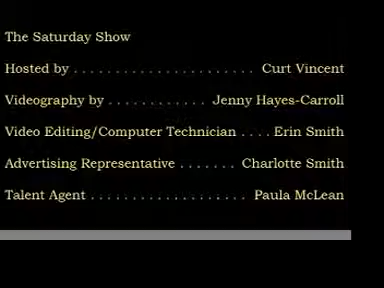 The Saturday Show
Hosted by . . . . . . . . . . . . . . . . . . . . . . Curt Vincent
Videography by . . . . . . . . . . . . Jenny Hayes-Carroll
Video Editing/Computer Technician . . . . Erin Smith
Advertising Representative . . . . . . . Charlotte Smith
Talent Agent . . . . . . . . . . . . . . . . . . . Paula McLean